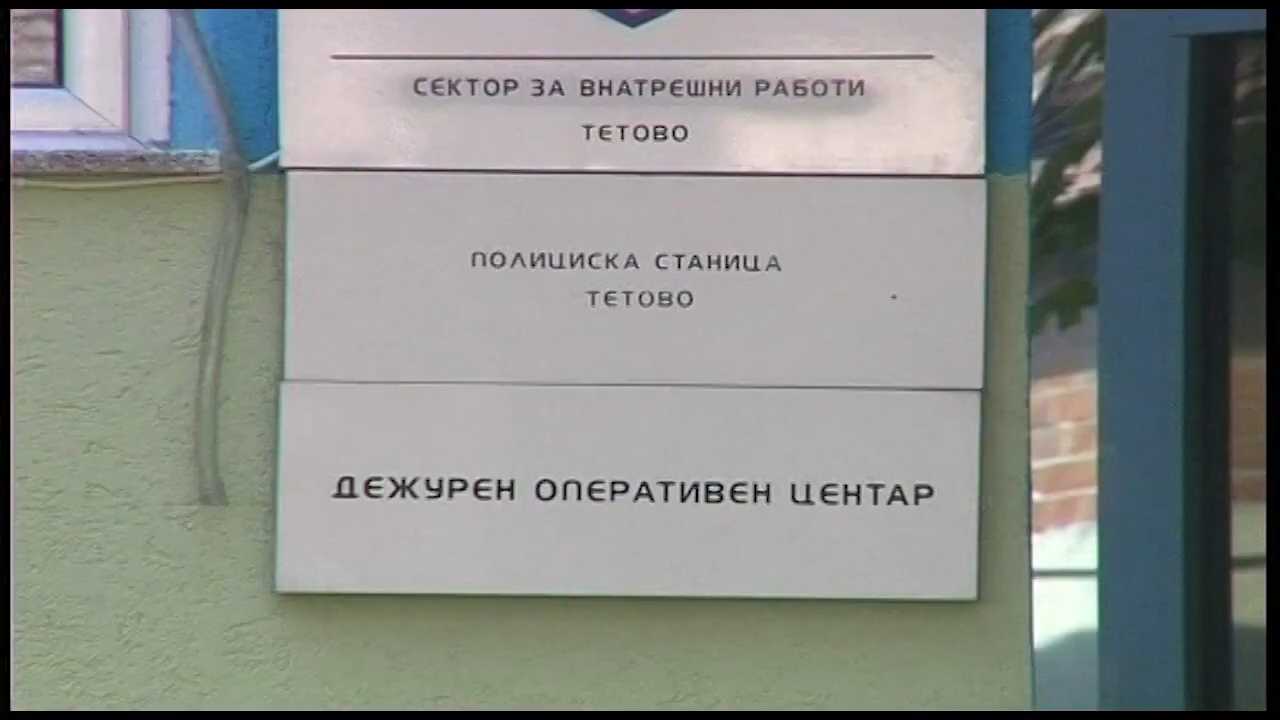 СЕКТОР ЗА ВНАТРЕШНИ РАБОТИ
ТЕТОВО
ПОЛИЦИСКА СТАНИЦА
ТЕТОВО
ДЕЖУРЕН ОПЕРАТИВЕН ЦЕНТАР